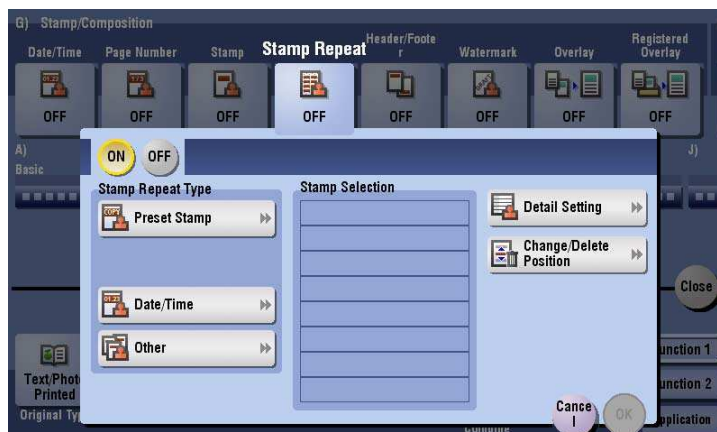 G) Stamp/Composition
Date/Time
Page Number
Stamp
Stamp Repeat
Header/Foote
r
Watermark
Overlay
Registered
Overlay
OFF
OFF
OFF
OFF
OFF
OFF
OFF
OFF
A)
Basic
J)
ON
OFF
Stamp Repeat Type
Preset Stamp
Date/Time
Other
Stamp Selection
Detail Setting
Change/Delete
Position
Close
Text/Phot
Printed
Original Ty
unction 1
unction 2
pplication
Cance
l
OK
Combine